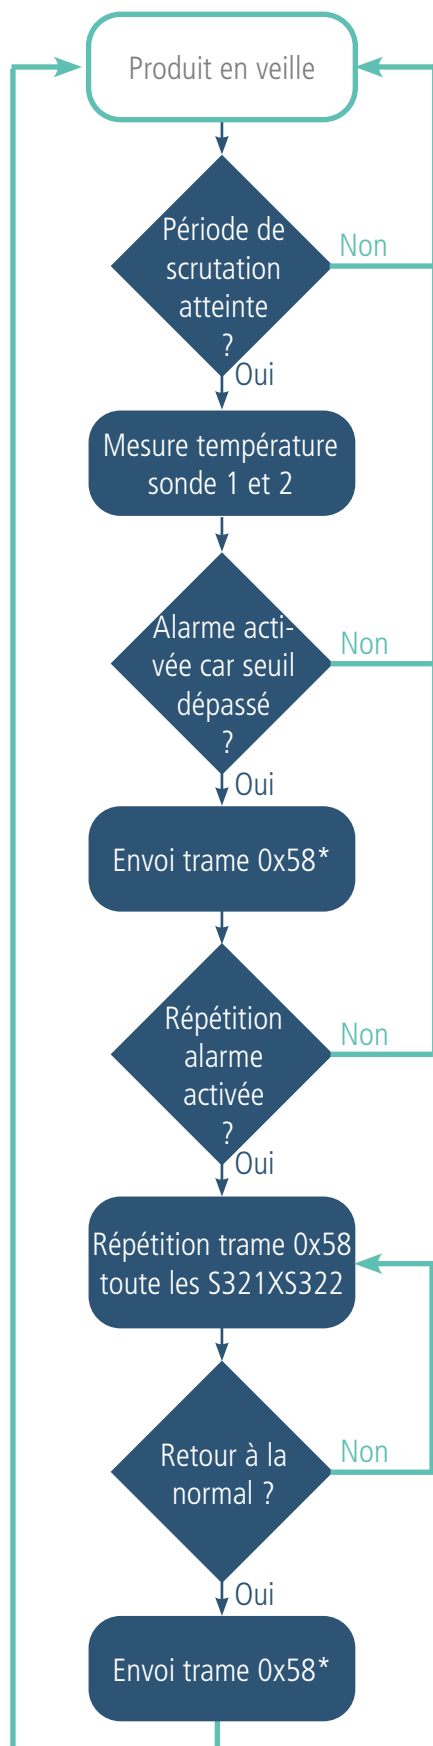 Produit en veille
Période de
scrutation
atteinte
?
Non
Oui
Mesure température
sonde 1 et 2
Alarme acti-
vée car seuil
dépassé
?
Non
Oui
Envoi trame 0x58*
Répétition
alarme
activée
?
Non
Oui
Répétition trame 0x58
toute les S321XS322
Retour à la
normal ?
Non
Oui
Envoi trame 0x58*